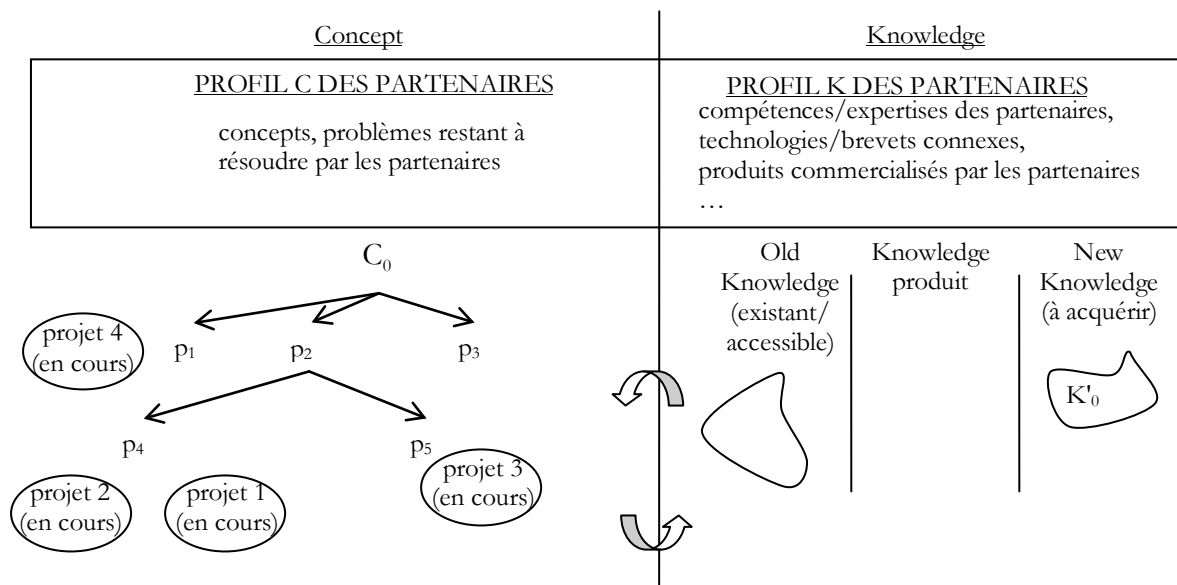 Concept
Knowledge
PROFIL C DES PARTENAIRES
concepts, problèmes restant à
résoudre par les partenaires
PROFIL K DES PARTENAIRES
compétences/expertises des partenaires,
technologies/brevets connexes,
produits commercialisés par les partenaires
…
C0
projet 4
(en cours)
p1
p2
p3
p4
p5
projet 2
(en cours)
projet 1
(en cours)
projet 3
(en cours)
Old
Knowledge
(existant/
accessible)
Knowledge
produit
New
Knowledge
(à acquérir)
K'0